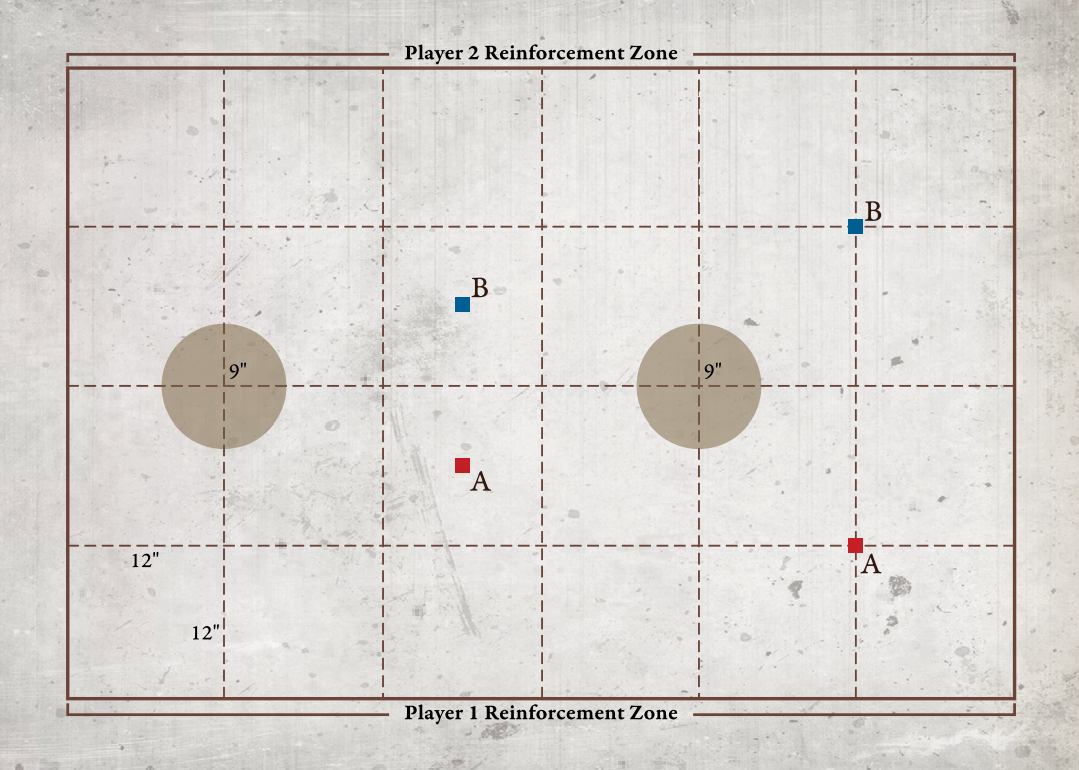 Player 2 Reinforcement Zone
B
B
9"
9"
A
12"
A
12"
Player 1 Reinforcement Zone